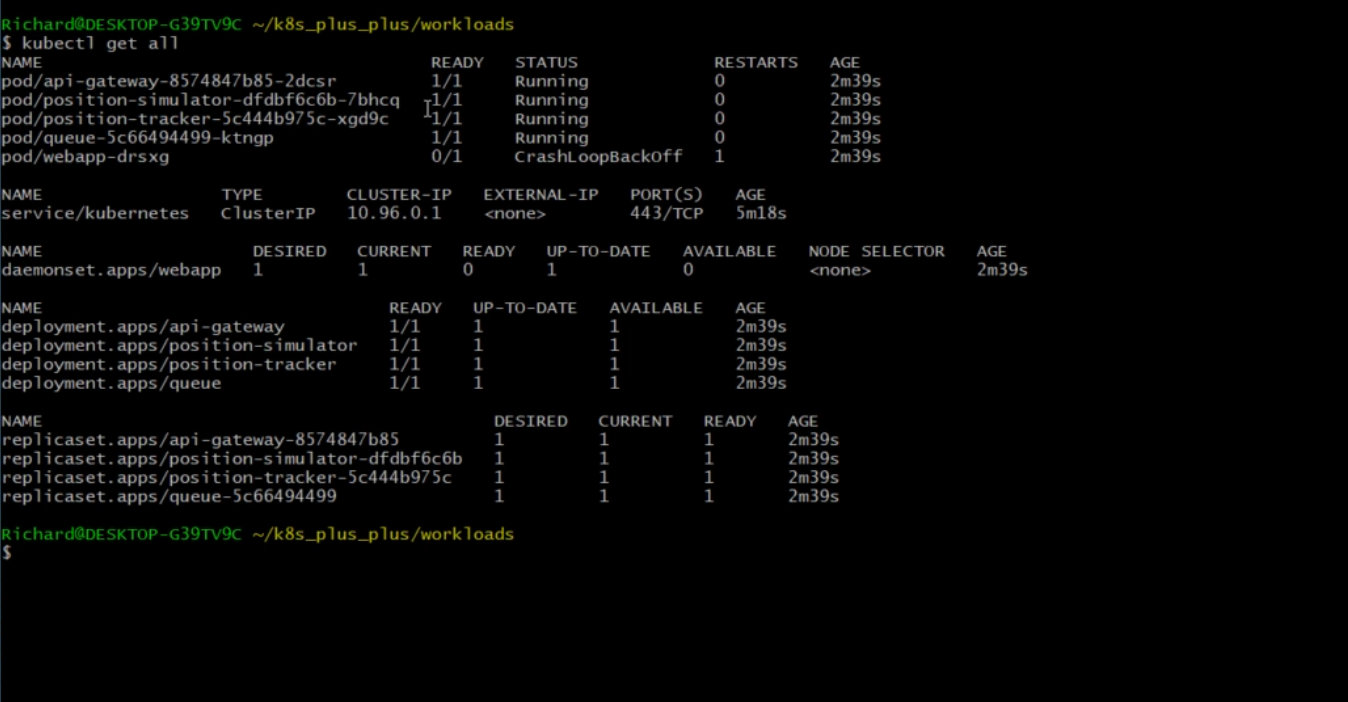 Richard@DESKTOP-G39TV9C ~/k8s_plus_plus/workloads
$ kubectl get all
NAME READY STATUS RESTARTS AGE
pod/api-gateway-8574847b85-2dcsr 1/1 Running 0 2m39s
pod/position-simulator-dfdbf6c6b-7bhcq 1/1 Running 0 2m39s
pod/position-tracker-5c444b975c-xgd9c 1/1 Running 0 2m39s
pod/queue-5c66494499-ktngp 1/1 Running 0 2m39s
pod/webapp-drsxg 0/1 CrashLoopBackOff 1 2m39s
NAME TYPE CLUSTER-IP EXTERNAL-IP PORT(S) AGE
service/kubernetes ClusterIP 10.96.0.1 <none> 443/TCP 5m18s
NAME DESIRED CURRENT READY UP-TO-DATE AVAILABLE NODE SELECTOR AGE
daemonset.apps/webapp 1 1 0 1 0 <none> 2m39s
NAME READY UP-TO-DATE AVAILABLE AGE
deployment.apps/api-gateway 1/1 1 1 2m39s
deployment.apps/position-simulator 1/1 1 1 2m39s
deployment.apps/position-tracker 1/1 1 1 2m39s
deployment.apps/queue 1/1 1 1 2m39s
NAME DESIRED CURRENT READY AGE
replicaset.apps/api-gateway-8574847b85 1 1 1 2m39s
replicaset.apps/position-simulator-dfdbf6c6b 1 1 1 2m39s
replicaset.apps/position-tracker-5c444b975c 1 1 1 2m39s
replicaset.apps/queue-5c66494499 1 1 1 2m39s
Richard@DESKTOP-G39TV9C ~/k8s_plus_plus/workloads
$